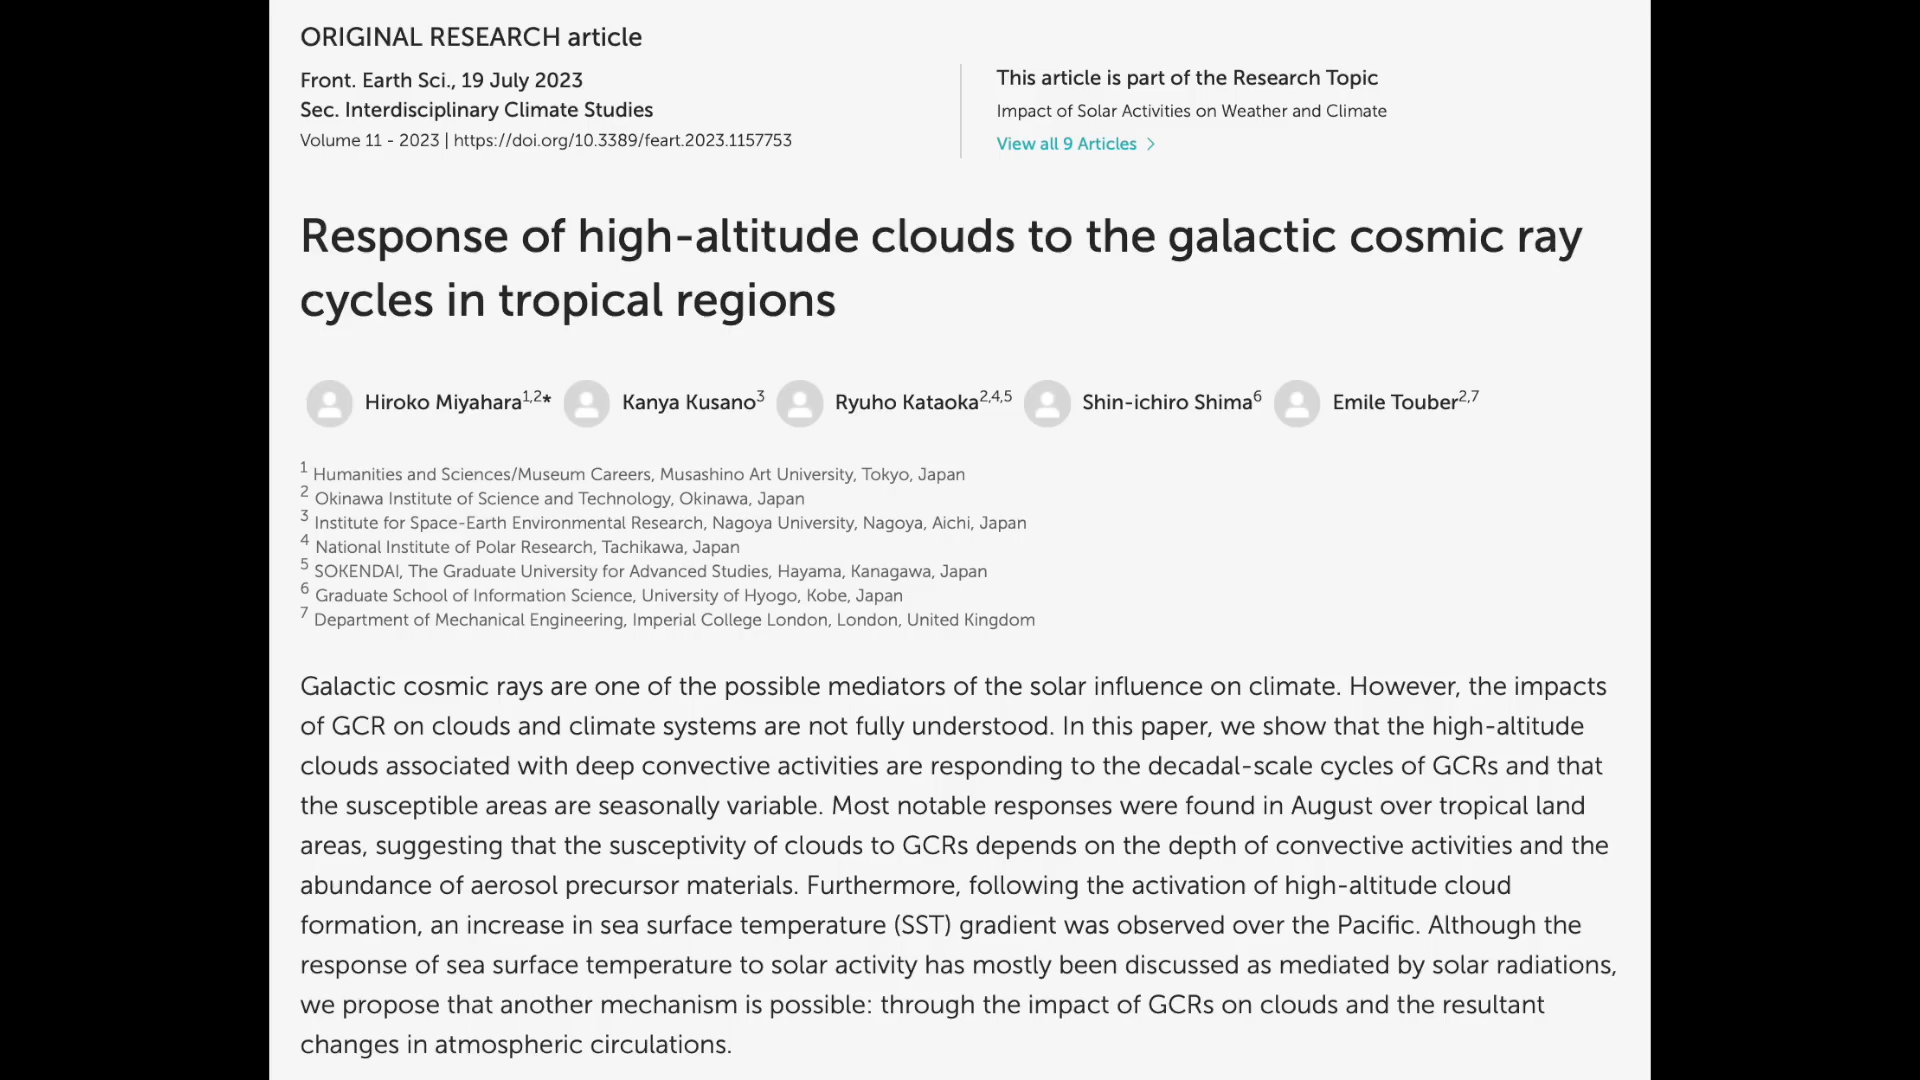 ORIGINAL RESEARCH article
Front. Earth Sci., 19 July 2023
Sec. Interdisciplinary Climate Studies
Volume 11 - 2023 | https://doi.org/10.3389/feart.2023.1157753
This article is part of the Research Topic
Impact of Solar Activities on Weather and Climate
View all 9 Articles >
Response of high-altitude clouds to the galactic cosmic ray
cycles in tropical regions
Hiroko Miyahara1,2* Kanya Kusano3 Ryuho Kataoka2,4,5 Shin-ichiro Shima6 Emile Touber2,7
1 Humanities and Sciences/Museum Careers, Musashino Art University, Tokyo, Japan
2 Okinawa Institute of Science and Technology, Okinawa, Japan
3 Institute for Space-Earth Environmental Research, Nagoya University, Nagoya, Aichi, Japan
4 National Institute of Polar Research, Tachikawa, Japan
5 SOKENDAI, The Graduate University for Advanced Studies, Hayama, Kanagawa, Japan
6 Graduate School of Information Science, University of Hyogo, Kobe, Japan
7 Department of Mechanical Engineering, Imperial College London, London, United Kingdom
Galactic cosmic rays are one of the possible mediators of the solar influence on climate. However, the impacts
of GCR on clouds and climate systems are not fully understood. In this paper, we show that the high-altitude
clouds associated with deep convective activities are responding to the decadal-scale cycles of GCRs and that
the susceptible areas are seasonally variable. Most notable responses were found in August over tropical land
areas, suggesting that the susceptivity of clouds to GCRs depends on the depth of convective activities and the
abundance of aerosol precursor materials. Furthermore, following the activation of high-altitude cloud
formation, an increase in sea surface temperature (SST) gradient was observed over the Pacific. Although the
response of sea surface temperature to solar activity has mostly been discussed as mediated by solar radiations,
we propose that another mechanism is possible: through the impact of GCRs on clouds and the resultant
changes in atmospheric circulations.